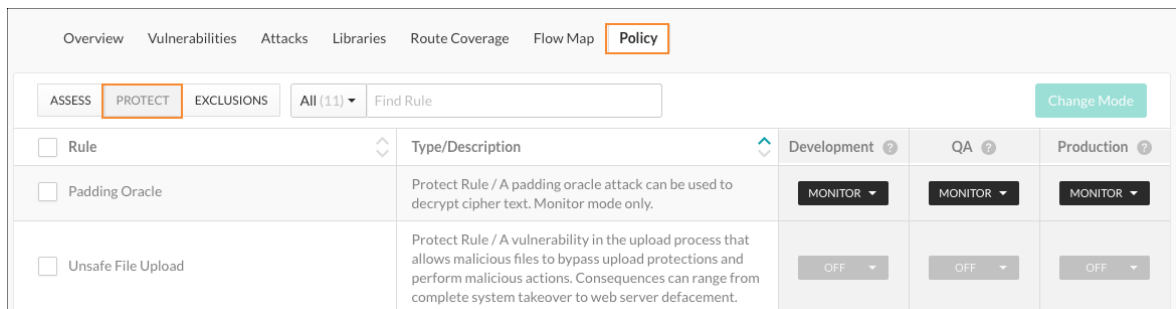 Overview Vulnerabilities Attacks Libraries Route Coverage Flow Map Policy
ASSESS PROTECT EXCLUSIONS All (11) Find Rule Change Mode
Rule Type/Description Development ? QA ? Production ?
Padding Oracle
Protect Rule / A padding oracle attack can be used to
decrypt cipher text. Monitor mode only.
MONITOR MONITOR MONITOR
Unsafe File Upload
Protect Rule / A vulnerability in the upload process that
allows malicious files to bypass upload protections and
perform malicious actions. Consequences can range from
complete system takeover to web server defacement.
OFF OFF OFF